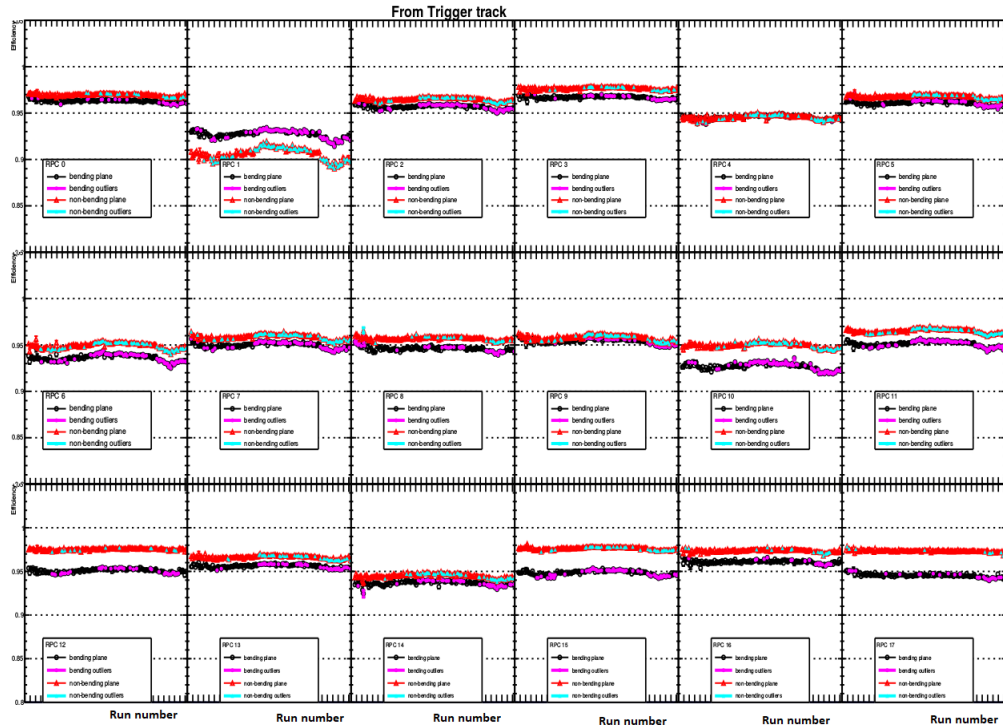 From Trigger track
Efficiency
1
0.95
0.9
0.85
RPC 0
bending plane
bending outliers
non-bending plane
non-bending outliers
RPC 1
bending plane
bending outliers
non-bending plane
non-bending outliers
RPC 2
bending plane
bending outliers
non-bending plane
non-bending outliers
RPC 3
bending plane
bending outliers
non-bending plane
non-bending outliers
RPC 4
bending plane
bending outliers
non-bending plane
non-bending outliers
RPC 5
bending plane
bending outliers
non-bending plane
non-bending outliers
Efficiency
1
0.95
0.9
0.85
RPC 6
bending plane
bending outliers
non-bending plane
non-bending outliers
RPC 7
bending plane
bending outliers
non-bending plane
non-bending outliers
RPC 8
bending plane
bending outliers
non-bending plane
non-bending outliers
RPC 9
bending plane
bending outliers
non-bending plane
non-bending outliers
RPC 10
bending plane
bending outliers
non-bending plane
non-bending outliers
RPC 11
bending plane
bending outliers
non-bending plane
non-bending outliers
Efficiency
1
0.95
0.9
0.85
0.8
RPC 12
bending plane
bending outliers
non-bending plane
non-bending outliers
RPC 13
bending plane
bending outliers
non-bending plane
non-bending outliers
RPC 14
bending plane
bending outliers
non-bending plane
non-bending outliers
RPC 15
bending plane
bending outliers
non-bending plane
non-bending outliers
RPC 16
bending plane
bending outliers
non-bending plane
non-bending outliers
RPC 17
bending plane
bending outliers
non-bending plane
non-bending outliers
Run number
Run number
Run number
Run number
Run number
Run number